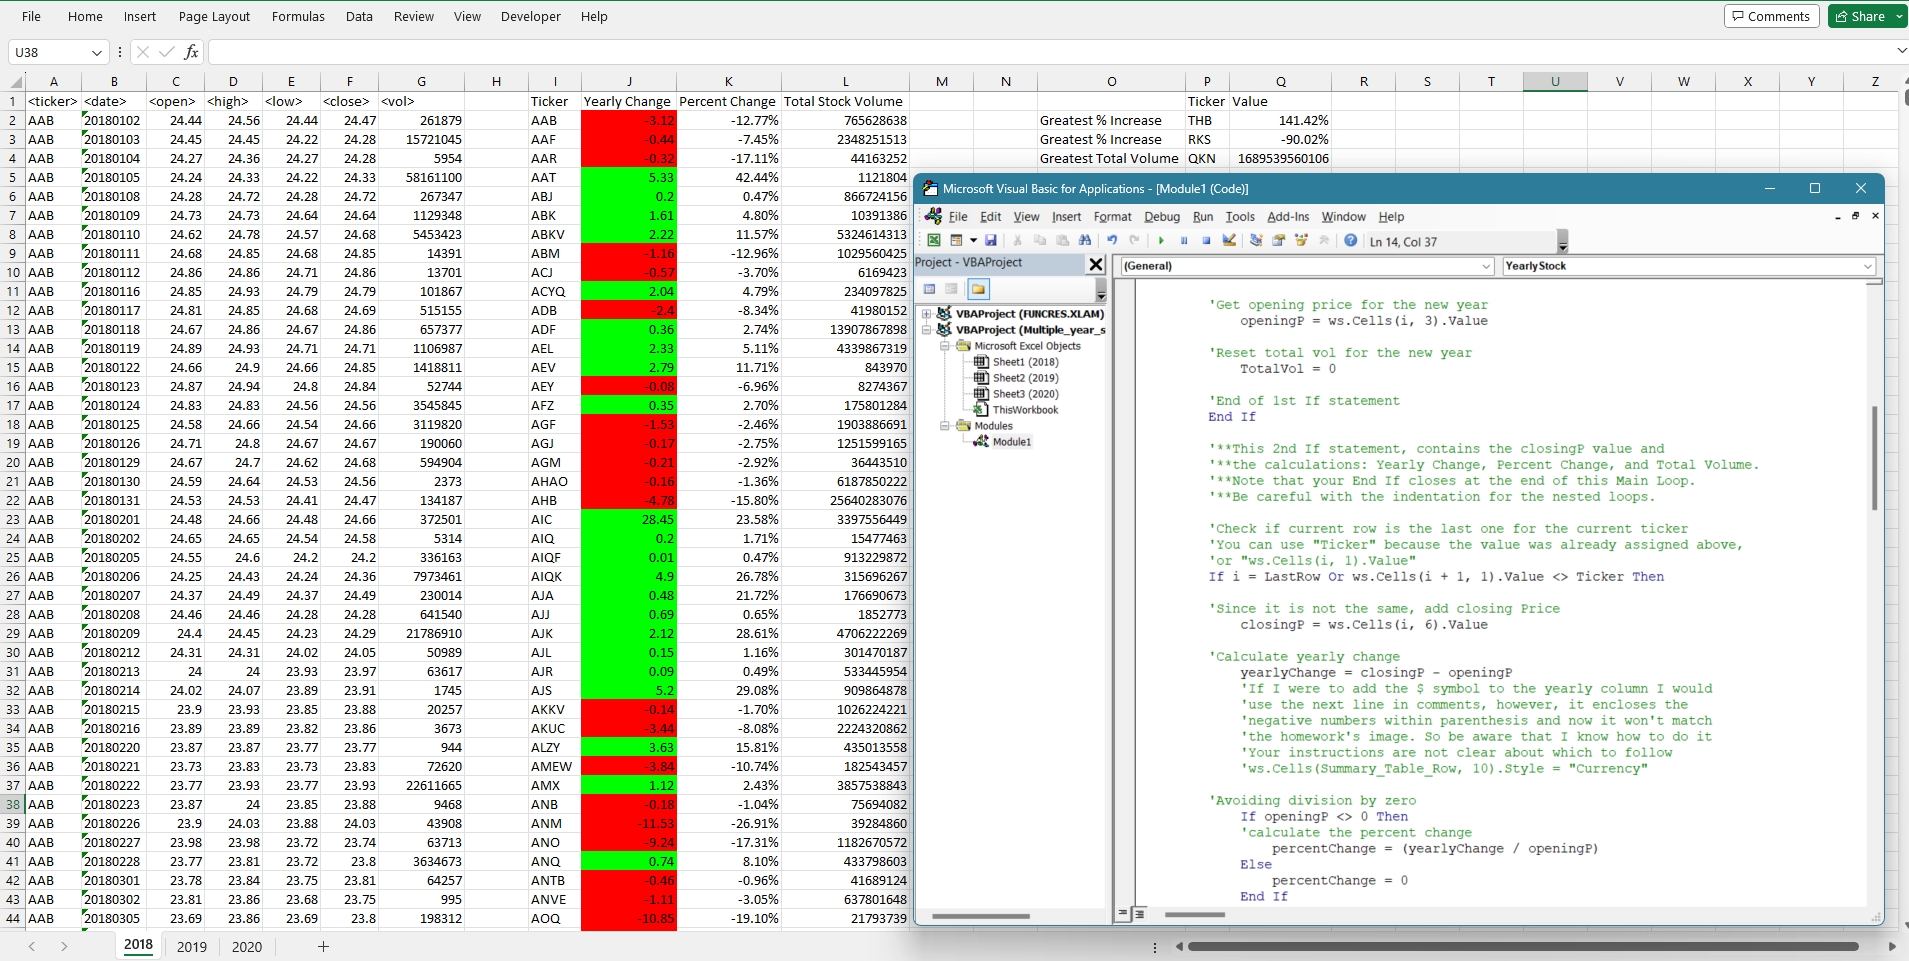 File Home Insert Page Layout Formulas Data Review View Developer Help Comments Share
U38 fx
A B C D E F G H I J K L M N O P Q R S T U V W X Y Z
1 <ticker> <date> <open> <high> <low> <close> <vol> Ticker Yearly Change Percent Change Total Stock Volume Ticker Value
2 AAB 20180102 24.44 24.56 24.44 24.47 261879 AAB -3.12 -12.77% 765628638 Greatest % Increase THB 141.42%
3 AAB 20180103 24.45 24.45 24.22 24.28 15721045 AAF -0.44 -7.45% 2348251513 Greatest % Increase RKS -90.02%
4 AAB 20180104 24.27 24.36 24.27 24.28 5954 AAR -0.32 -17.11% 44163252 Greatest Total Volume QKN 1689539560106
5 AAB 20180105 24.24 24.33 24.22 24.33 58161100 AAT 5.33 42.44% 1121804
6 AAB 20180108 24.28 24.72 24.28 24.72 267347 ABJ 0.2 0.47% 866724156
7 AAB 20180109 24.73 24.73 24.64 24.64 1129348 ABK 1.61 4.80% 10391386
8 AAB 20180110 24.62 24.78 24.57 24.68 5453423 ABKV 2.22 11.57% 5324614313
9 AAB 20180111 24.68 24.85 24.68 24.85 14391 ABM -1.16 -12.96% 1029560425
10 AAB 20180112 24.86 24.86 24.71 24.86 13701 ACJ -0.57 -3.70% 6169423
11 AAB 20180116 24.85 24.93 24.79 24.79 101867 ACYQ 2.04 4.79% 234097825
12 AAB 20180117 24.81 24.85 24.68 24.69 515155 ADB -2.4 -8.34% 41980152
13 AAB 20180118 24.67 24.86 24.67 24.86 657377 ADF 0.36 2.74% 13907867898
14 AAB 20180119 24.89 24.93 24.71 24.71 1106987 AEL 2.33 5.11% 4339867319
15 AAB 20180122 24.66 24.9 24.66 24.85 1418811 AEV 2.79 11.71% 843970
16 AAB 20180123 24.87 24.94 24.8 24.84 52744 AEY -0.08 -6.96% 8274367
17 AAB 20180124 24.83 24.83 24.56 24.56 3545845 AFZ 0.35 2.70% 175801284
18 AAB 20180125 24.58 24.66 24.54 24.66 3119820 AGF -1.53 -2.46% 1903886691
19 AAB 20180126 24.71 24.8 24.67 24.67 190060 AGJ -0.17 -2.75% 1251599165
20 AAB 20180129 24.67 24.7 24.62 24.68 594904 AGM -0.21 -2.92% 36443510
21 AAB 20180130 24.59 24.64 24.53 24.56 2373 AHAO -0.16 -1.36% 6187850222
22 AAB 20180131 24.53 24.53 24.41 24.47 134187 AHB -4.78 -15.80% 25640283076
23 AAB 20180201 24.48 24.66 24.48 24.66 372501 AIC 28.45 23.58% 3397556449
24 AAB 20180202 24.65 24.65 24.54 24.58 5314 AIQ 0.2 1.71% 15477463
25 AAB 20180205 24.55 24.6 24.2 24.2 336163 AIQF 0.01 0.47% 913229872
26 AAB 20180206 24.25 24.43 24.24 24.36 7973461 AIQK 4.9 26.78% 315696267
27 AAB 20180207 24.37 24.49 24.37 24.49 230014 AJA 0.48 21.72% 176690673
28 AAB 20180208 24.46 24.46 24.28 24.28 641540 AJJ 0.69 0.65% 1852773
29 AAB 20180209 24.4 24.45 24.23 24.29 21786910 AJK 2.12 28.61% 4706222269
30 AAB 20180212 24.31 24.31 24.02 24.05 50989 AJL 0.15 1.16% 301470187
31 AAB 20180213 24 24 23.93 23.97 63617 AJR 0.09 0.49% 533445954
32 AAB 20180214 24.02 24.07 23.89 23.91 1745 AJS 5.2 29.08% 909864878
33 AAB 20180215 23.9 23.93 23.85 23.88 20257 AKKV -0.14 -1.70% 1026224221
34 AAB 20180216 23.89 23.89 23.82 23.86 3673 AKUC -3.44 -8.08% 2224320862
35 AAB 20180220 23.87 23.87 23.77 23.77 944 ALZY 3.63 15.81% 435013558
36 AAB 20180221 23.73 23.83 23.73 23.83 72620 AMEW -3.84 -10.74% 182543457
37 AAB 20180222 23.77 23.93 23.77 23.93 22611665 AMX 1.12 2.43% 3857538843
38 AAB 20180223 23.87 24 23.85 23.88 9468 ANB -0.18 -1.04% 75694082
39 AAB 20180226 23.9 24.03 23.88 24.03 43908 ANM -11.53 -26.91% 39284860
40 AAB 20180227 23.98 23.98 23.72 23.74 63713 ANO -9.24 -17.31% 1182670572
41 AAB 20180228 23.77 23.81 23.72 23.8 3634673 ANQ 0.74 8.10% 433798603
42 AAB 20180301 23.78 23.84 23.75 23.81 64257 ANTB -0.46 -0.96% 41689124
43 AAB 20180302 23.81 23.86 23.68 23.75 995 ANVE -1.11 -3.05% 637801648
44 AAB 20180305 23.69 23.86 23.69 23.8 198312 AOQ -10.85 -19.10% 21793739
2018 2019 2020 +
Microsoft Visual Basic for Applications - [Module1 (Code)]
File Edit View Insert Format Debug Run Tools Add-Ins Window Help
Ln 14, Col 37
Project - VBAProject
VBAProject (FUNCRES.XLAM)
VBAProject (Multiple_year_s
Microsoft Excel Objects
Sheet1 (2018)
Sheet2 (2019)
Sheet3 (2020)
ThisWorkbook
Modules
Module1
(General) YearlyStock
'Get opening price for the new year
openingP = ws.Cells(i, 3).Value
'Reset total vol for the new year
TotalVol = 0
'End of 1st If statement
End If
'**This 2nd If statement, contains the closingP value and
'**the calculations: Yearly Change, Percent Change, and Total Volume.
'**Note that your End If closes at the end of this Main Loop.
'**Be careful with the indentation for the nested loops.
'Check if current row is the last one for the current ticker
'You can use "Ticker" because the value was already assigned above,
'or "ws.Cells(i, 1).Value"
If i = LastRow Or ws.Cells(i + 1, 1).Value <> Ticker Then
'Since it is not the same, add closing Price
closingP = ws.Cells(i, 6).Value
'Calculate yearly change
yearlyChange = closingP - openingP
'If I were to add the $ symbol to the yearly column I would
'use the next line in comments, however, it encloses the
'negative numbers within parenthesis and now it won't match
'the homework's image. So be aware that I know how to do it
'Your instructions are not clear about which to follow
'ws.Cells(Summary_Table_Row, 10).Style = "Currency"
'Avoiding division by zero
If openingP <> 0 Then
'calculate the percent change
percentChange = (yearlyChange / openingP)
Else
percentChange = 0
End If